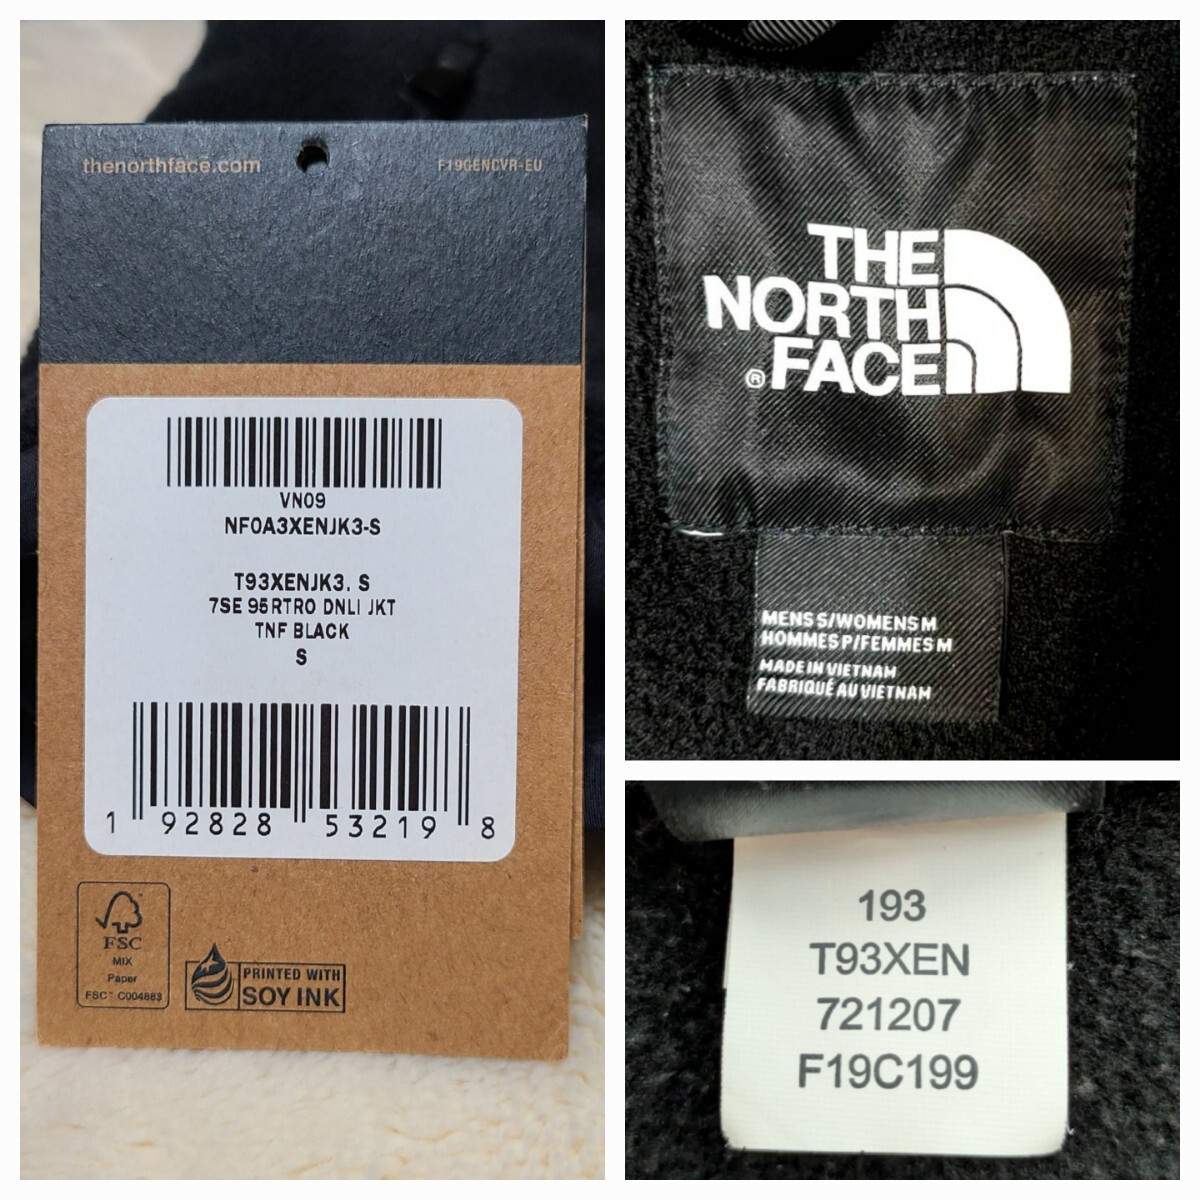 thenorthface.com
F19GENCVR-EU
VN09
NF0A3XENJK3-S
T93XENJK3. S
7SE 95RTRO DNLI JKT
TNF BLACK
S
1 92828 53219 8
FSC
MIX
Paper
FSC™ C004883
PRINTED WITH
SOY INK
THE
NORTH
® FACE
MENS S/WOMENS M
HOMMES P/FEMMES M
MADE IN VIETNAM
FABRIQUÉ AU VIETNAM
193
T93XEN
721207
F19C199